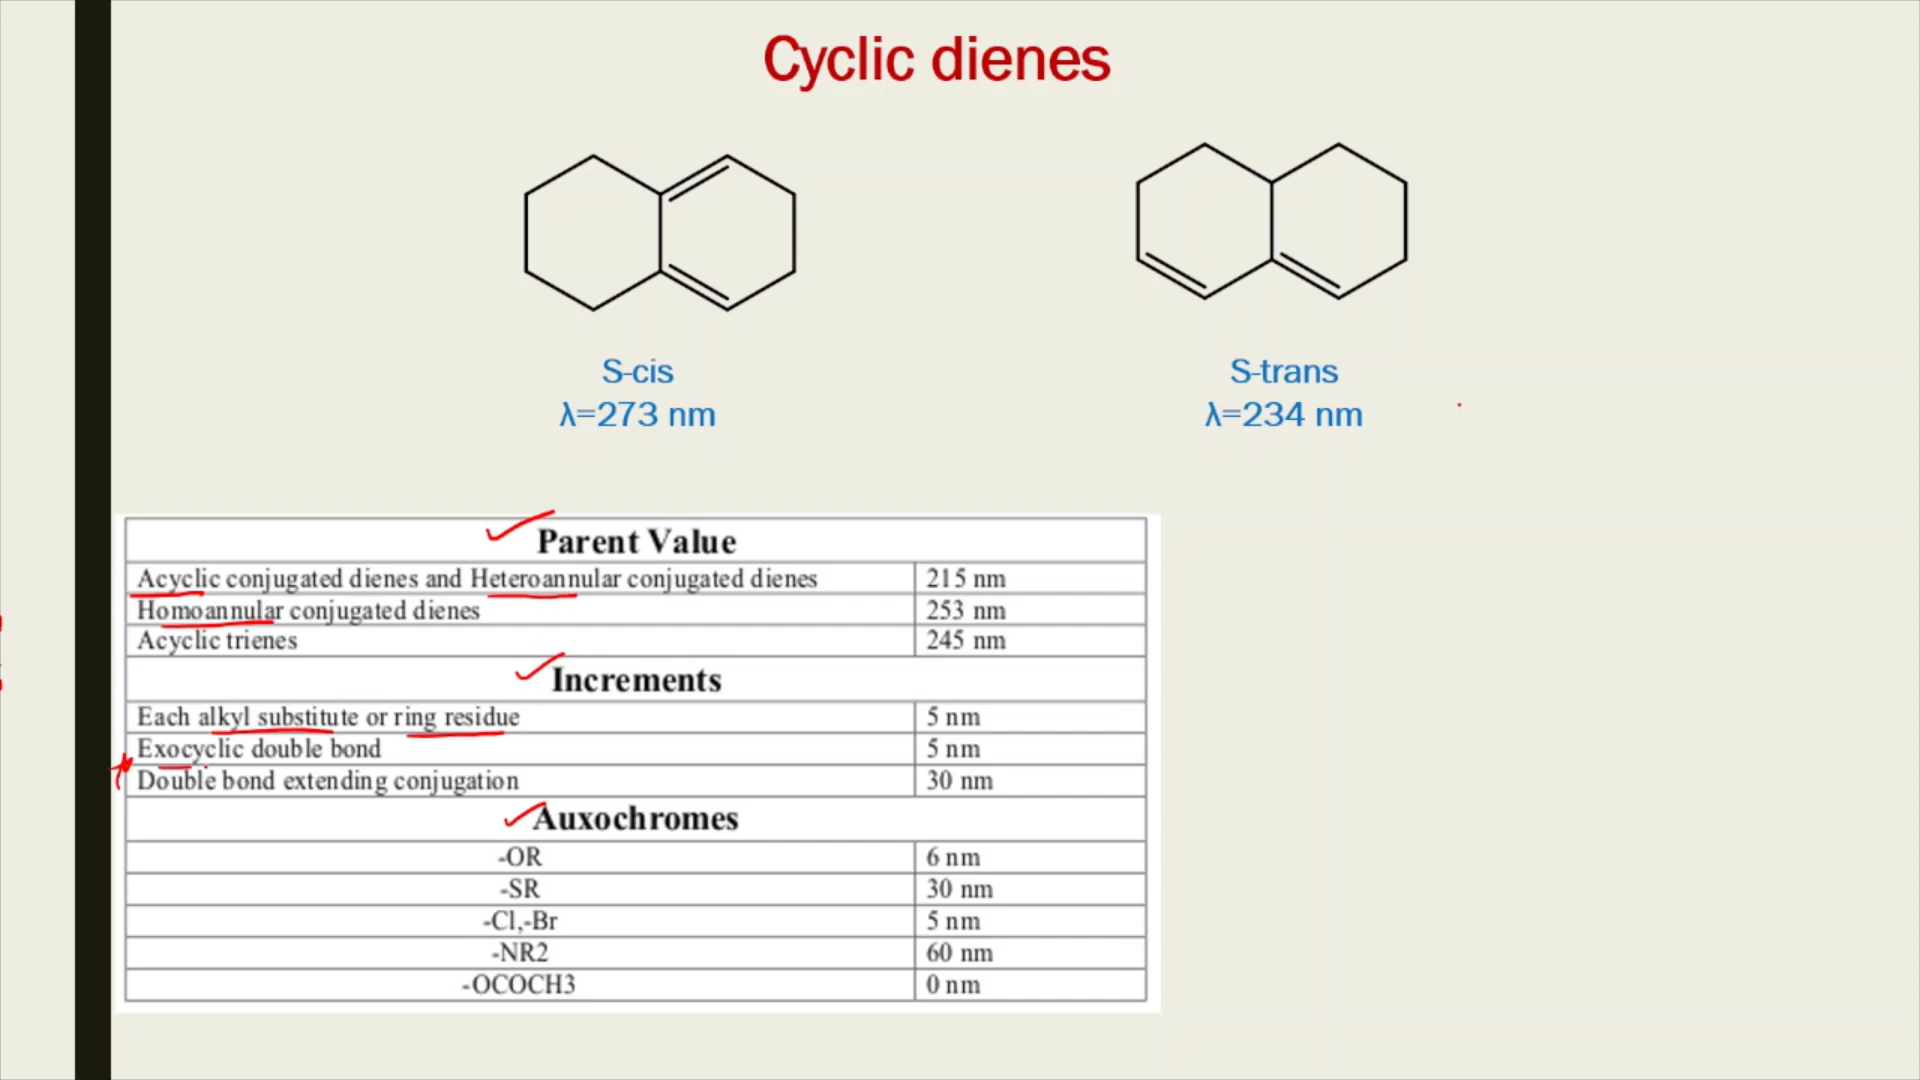 Cyclic dienes
S-cis
λ=273 nm
S-trans
λ=234 nm
Parent Value
Acyclic conjugated dienes and Heteroannular conjugated dienes 215 nm
Homoannular conjugated dienes 253 nm
Acyclic trienes 245 nm
Increments
Each alkyl substitute or ring residue 5 nm
Exocyclic double bond 5 nm
Double bond extending conjugation 30 nm
Auxochromes
-OR 6 nm
-SR 30 nm
-Cl,-Br 5 nm
-NR2 60 nm
-OCOCH3 0 nm